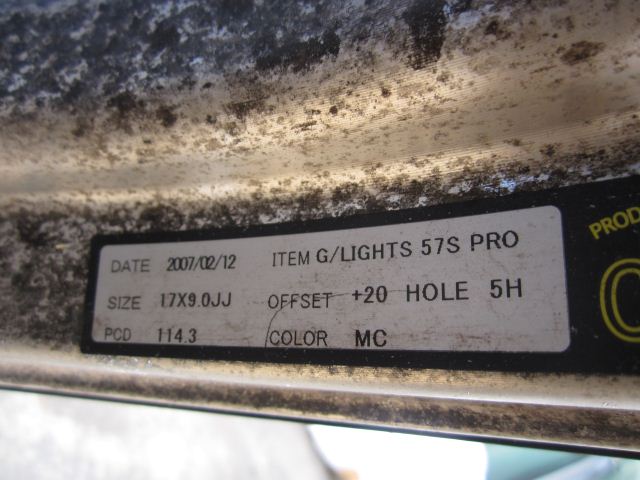 DATE 2007/02/12 ITEM G/LIGHTS 57S PRO
SIZE 17X9.0JJ OFFSET +20 HOLE 5H
PCD 114.3 COLOR MC